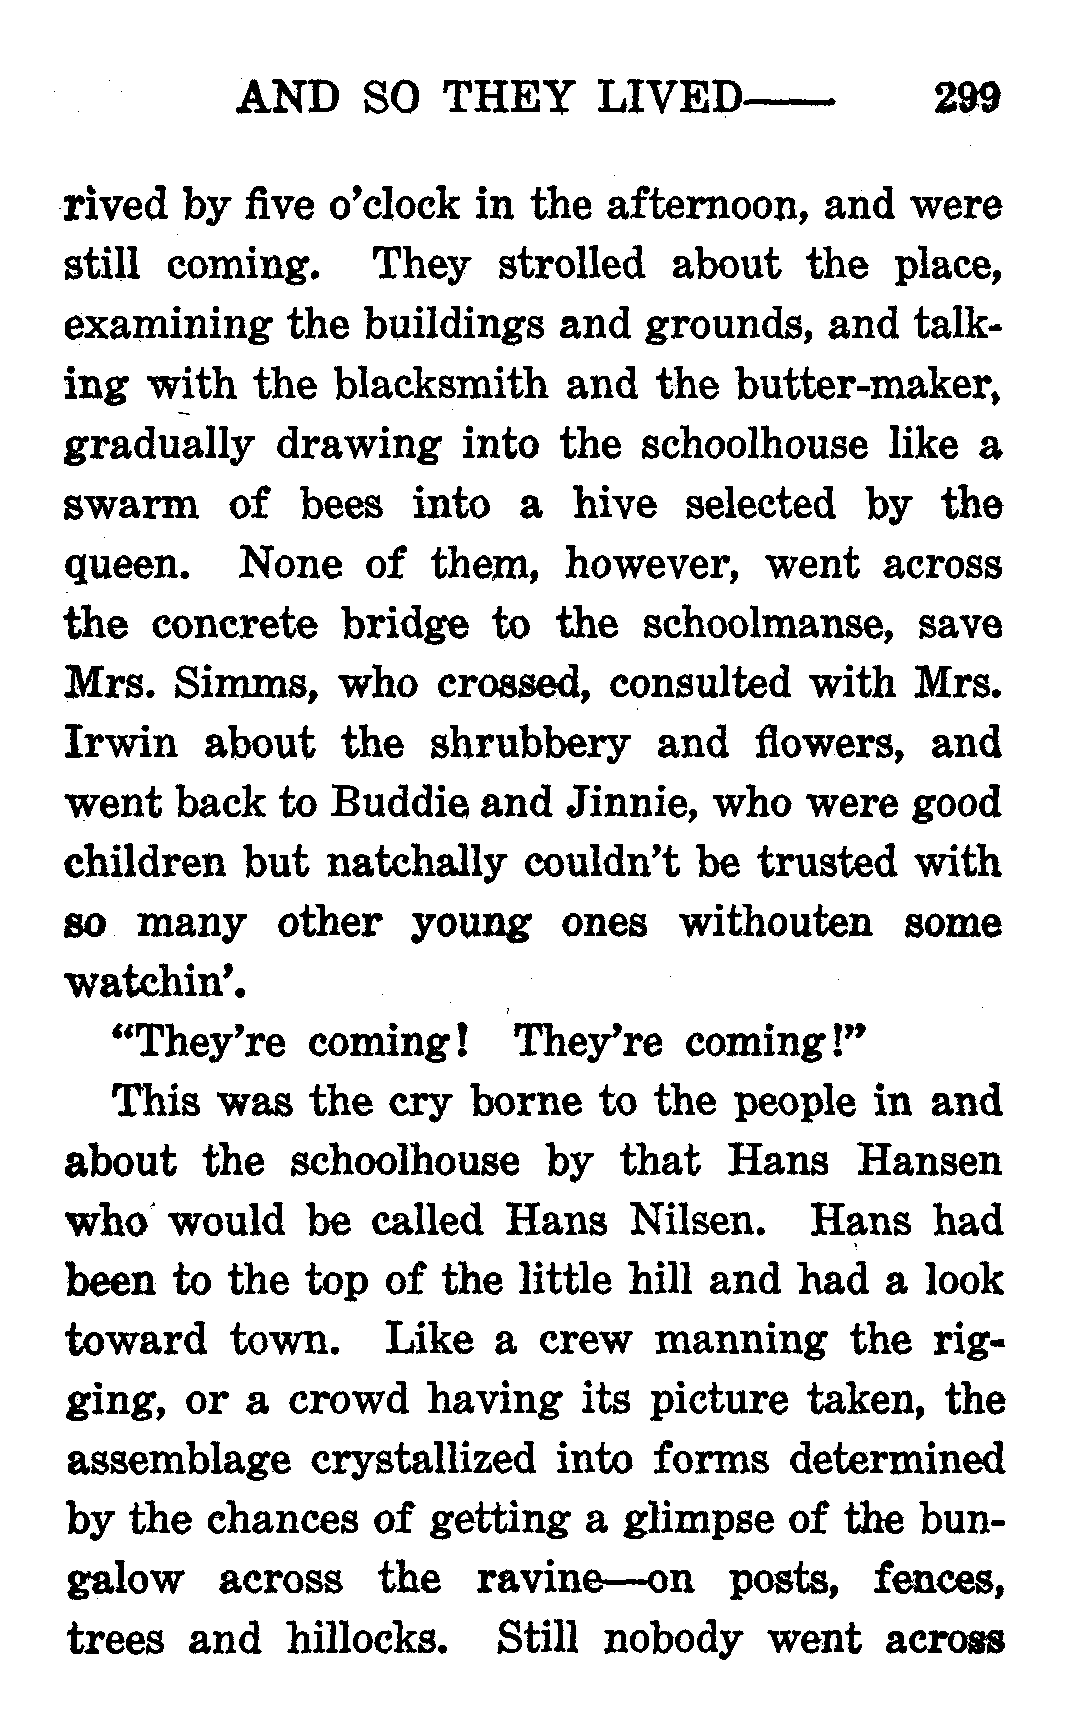 AND SO THEY LIVED—— 299
rived by five o'clock in the afternoon, and were
still coming. They strolled about the place,
examining the buildings and grounds, and talk-
ing with the blacksmith and the butter-maker,
gradually drawing into the schoolhouse like a
swarm of bees into a hive selected by the
queen. None of them, however, went across
the concrete bridge to the schoolmanse, save
Mrs. Simms, who crossed, consulted with Mrs.
Irwin about the shrubbery and flowers, and
went back to Buddie and Jinnie, who were good
children but natchally couldn't be trusted with
so many other young ones withouten some
watchin'.
"They're coming! They're coming!"
This was the cry borne to the people in and
about the schoolhouse by that Hans Hansen
who would be called Hans Nilsen. Hans had
been to the top of the little hill and had a look
toward town. Like a crew manning the rig-
ging, or a crowd having its picture taken, the
assemblage crystallized into forms determined
by the chances of getting a glimpse of the bun-
galow across the ravine—on posts, fences,
trees and hillocks. Still nobody went across